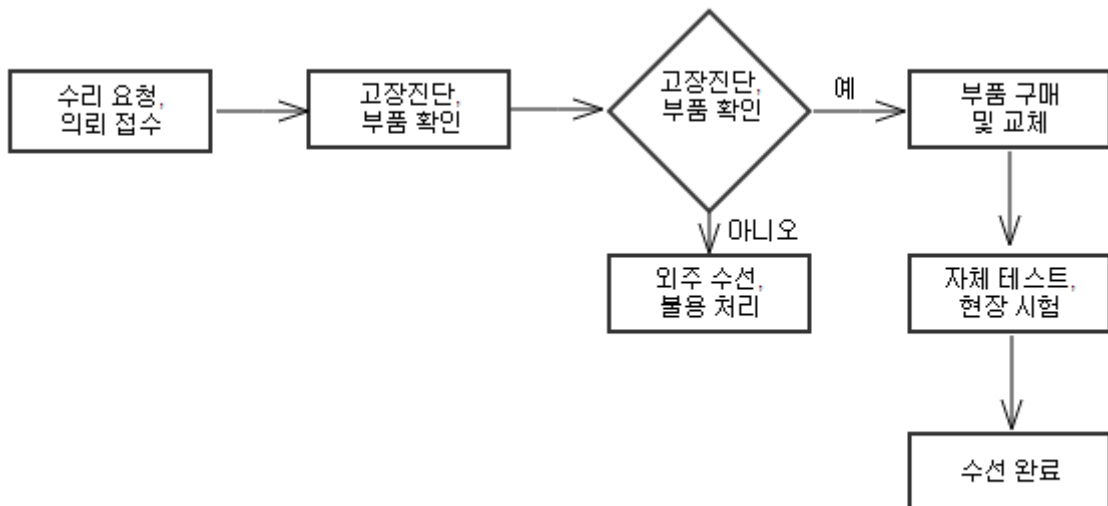 수리 요청,
의뢰 접수
고장진단,
부품 확인
고장진단,
부품 확인
예
부품 구매
및 교체
아니오
외주 수선,
불용 처리
자체 테스트,
현장 시험
수선 완료